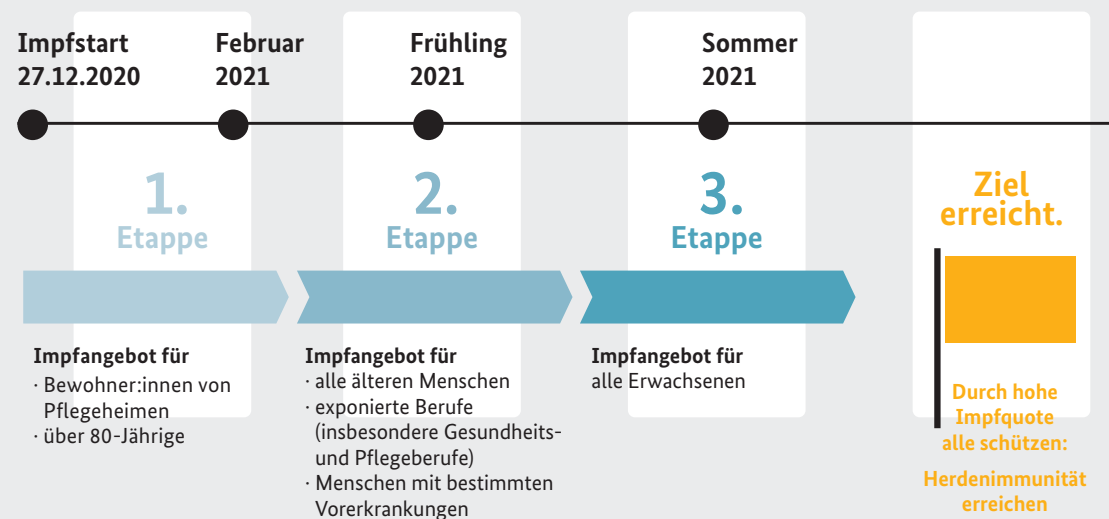 Impfstart
27.12.2020
Februar
2021
Frühling
2021
Sommer
2021
1.
Etappe
2.
Etappe
3.
Etappe
Ziel
erreicht.
Impfangebot für
· Bewohner:innen von
Pflegeheimen
· über 80-Jährige
Impfangebot für
· alle älteren Menschen
· exponierte Berufe
(insbesondere Gesundheits-
und Pflegeberufe)
· Menschen mit bestimmten
Vorerkrankungen
Impfangebot für
alle Erwachsenen
Durch hohe
Impfquote
alle schützen:
Herdenimmunität
erreichen